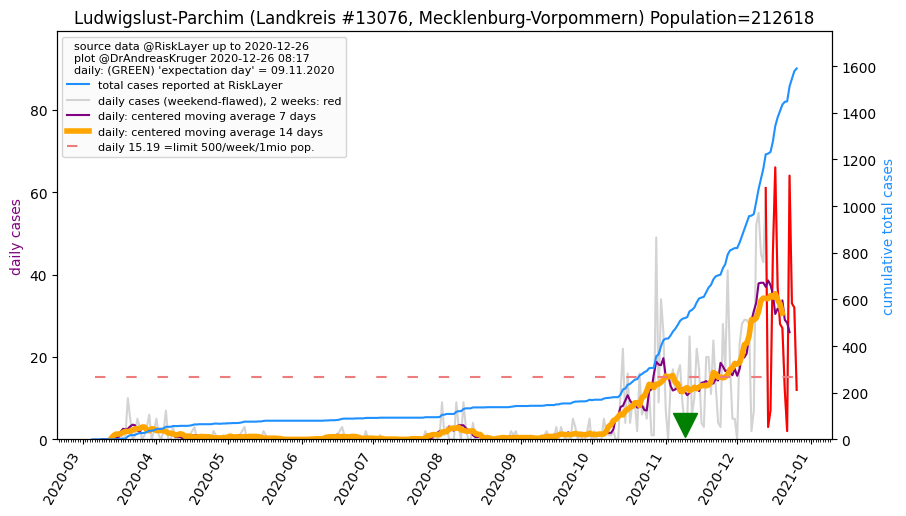 Ludwigslust-Parchim (Landkreis #13076, Mecklenburg-Vorpommern) Population=212618
source data @RiskLayer up to 2020-12-26
plot @DrAndreasKruger 2020-12-26 08:17
daily: (GREEN) 'expectation day' = 09.11.2020
total cases reported at RiskLayer
daily cases (weekend-flawed), 2 weeks: red
daily: centered moving average 7 days
daily: centered moving average 14 days
daily 15.19 =limit 500/week/1mio pop.
daily cases
80
60
40
20
0
cumulative total cases
1600
1400
1200
1000
800
600
400
200
0
2020-03
2020-04
2020-05
2020-06
2020-07
2020-08
2020-09
2020-10
2020-11
2020-12
2021-01